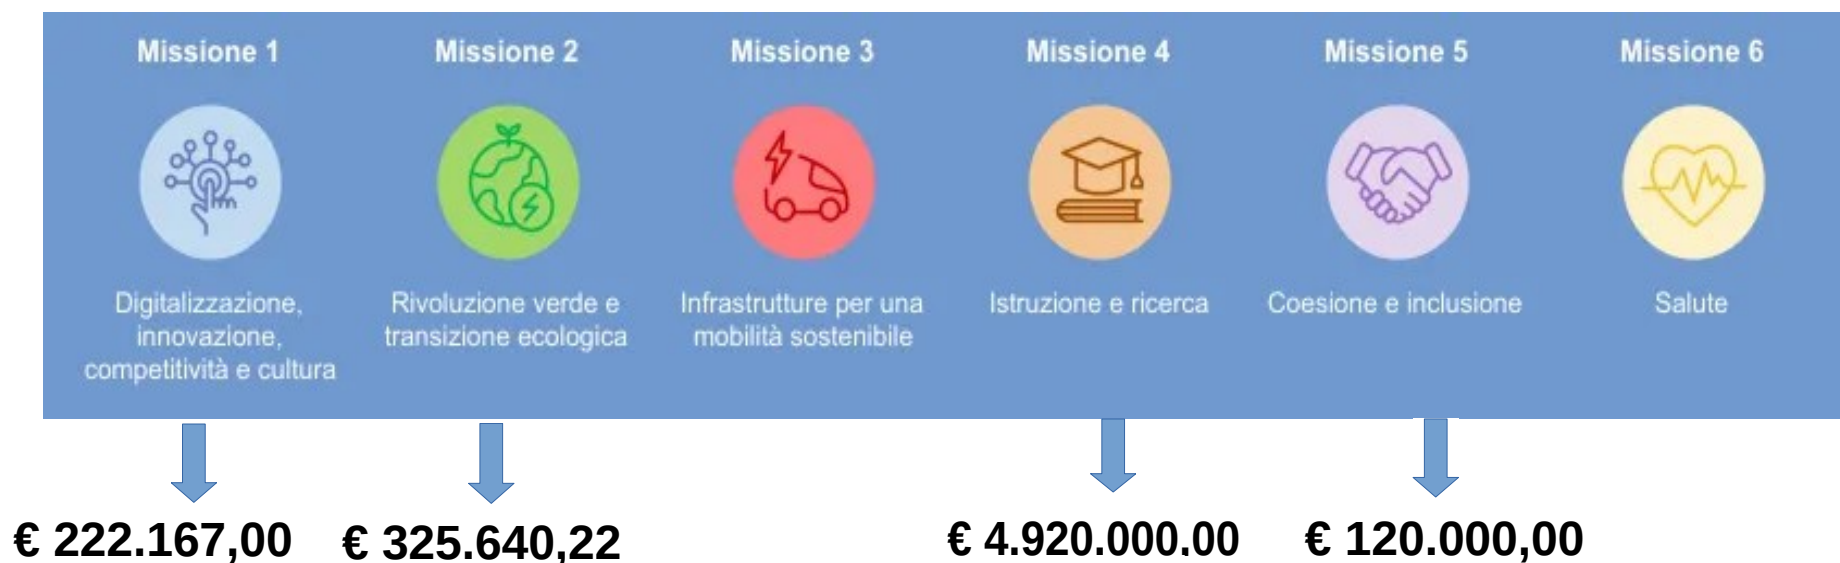 Missione 1
Missione 2
Missione 3
Missione 4
Missione 5
Missione 6
Digitalizzazione,
innovazione,
competitività e cultura
Rivoluzione verde e
transizione ecologica
Infrastrutture per una
mobilità sostenibile
Istruzione e ricerca
Coesione e inclusione
Salute
€ 222.167,00
€ 325.640,22
€ 4.920.000,00
€ 120.000,00